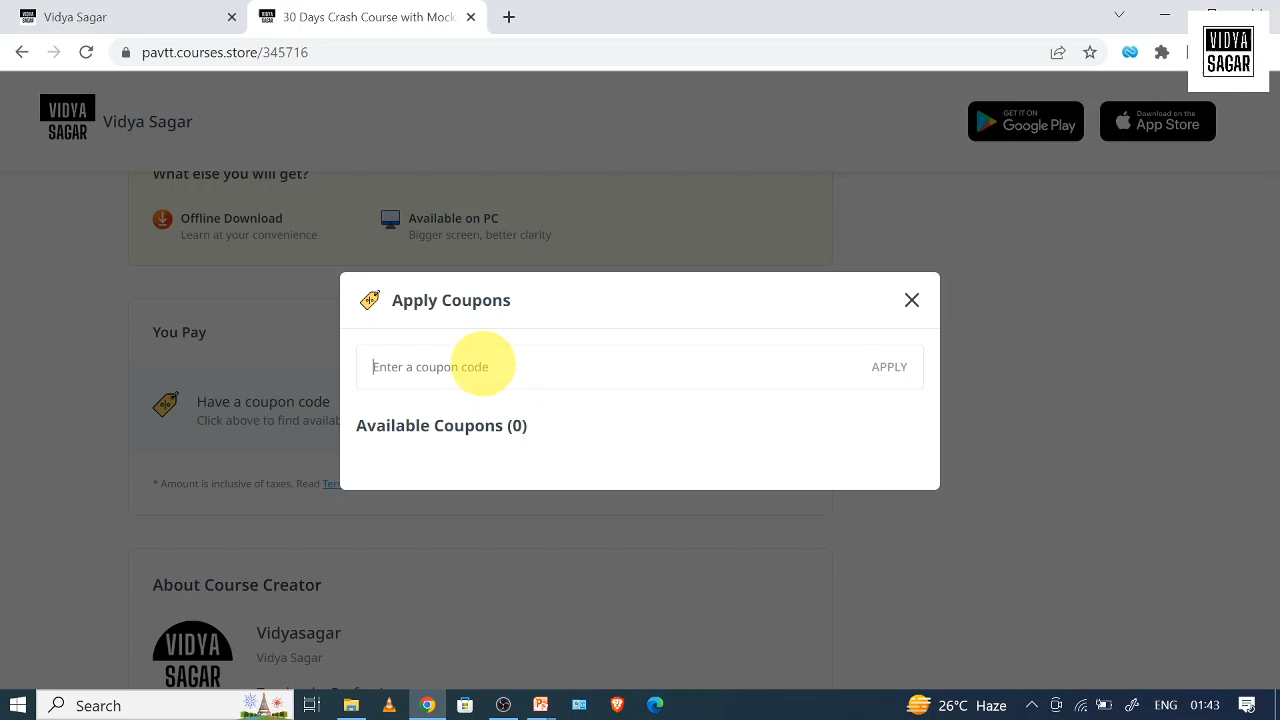 Vidya Sagar
30 Days Crash Course with Mock
pavtt.courses.store/345716
VIDYA
SAGAR
VIDYA
SAGAR
Vidya Sagar
GET IT ON
Google Play
Download on the
App Store
What else you will get?
Offline Download
Learn at your convenience
Available on PC
Bigger screen, better clarity
Apply Coupons
Enter a coupon code
APPLY
Available Coupons (0)
You Pay
Have a coupon code
Click above to find availab
* Amount is inclusive of taxes. Read Ter
About Course Creator
VIDYA
SAGAR
Vidyasagar
Vidya Sagar
Search
26°C Haze
ENG
21:43